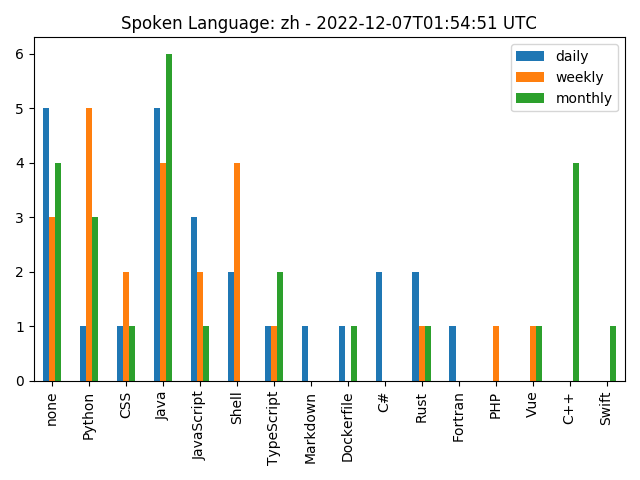 Spoken Language: zh - 2022-12-07T01:54:51 UTC
daily
weekly
monthly
6
5
4
3
2
1
0
none
Python
CSS
Java
JavaScript
Shell
TypeScript
Markdown
Dockerfile
C#
Rust
Fortran
PHP
Vue
C++
Swift